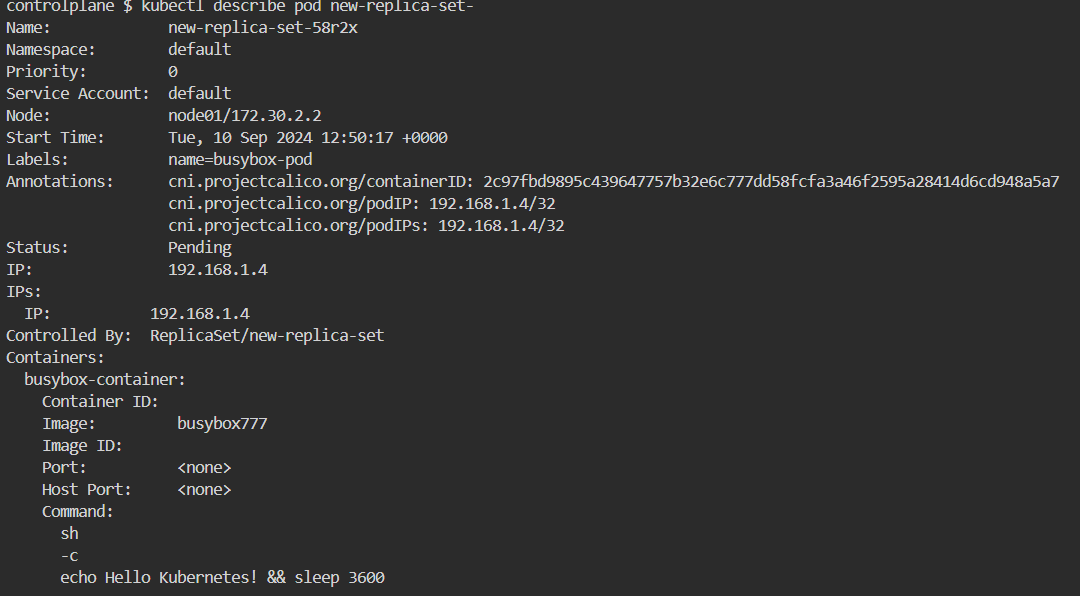 controlplane $ kubectl describe pod new-replica-set-
Name:             new-replica-set-58r2x
Namespace:        default
Priority:         0
Service Account:  default
Node:             node01/172.30.2.2
Start Time:       Tue, 10 Sep 2024 12:50:17 +0000
Labels:           name=busybox-pod
Annotations:      cni.projectcalico.org/containerID: 2c97fbd9895c439647757b32e6c777dd58fcfa3a46f2595a28414d6cd948a5a7
                  cni.projectcalico.org/podIP: 192.168.1.4/32
                  cni.projectcalico.org/podIPs: 192.168.1.4/32
Status:           Pending
IP:               192.168.1.4
IPs:
  IP:           192.168.1.4
Controlled By:  ReplicaSet/new-replica-set
Containers:
  busybox-container:
    Container ID:
    Image:         busybox777
    Image ID:
    Port:          <none>
    Host Port:     <none>
    Command:
      sh
      -c
      echo Hello Kubernetes! && sleep 3600